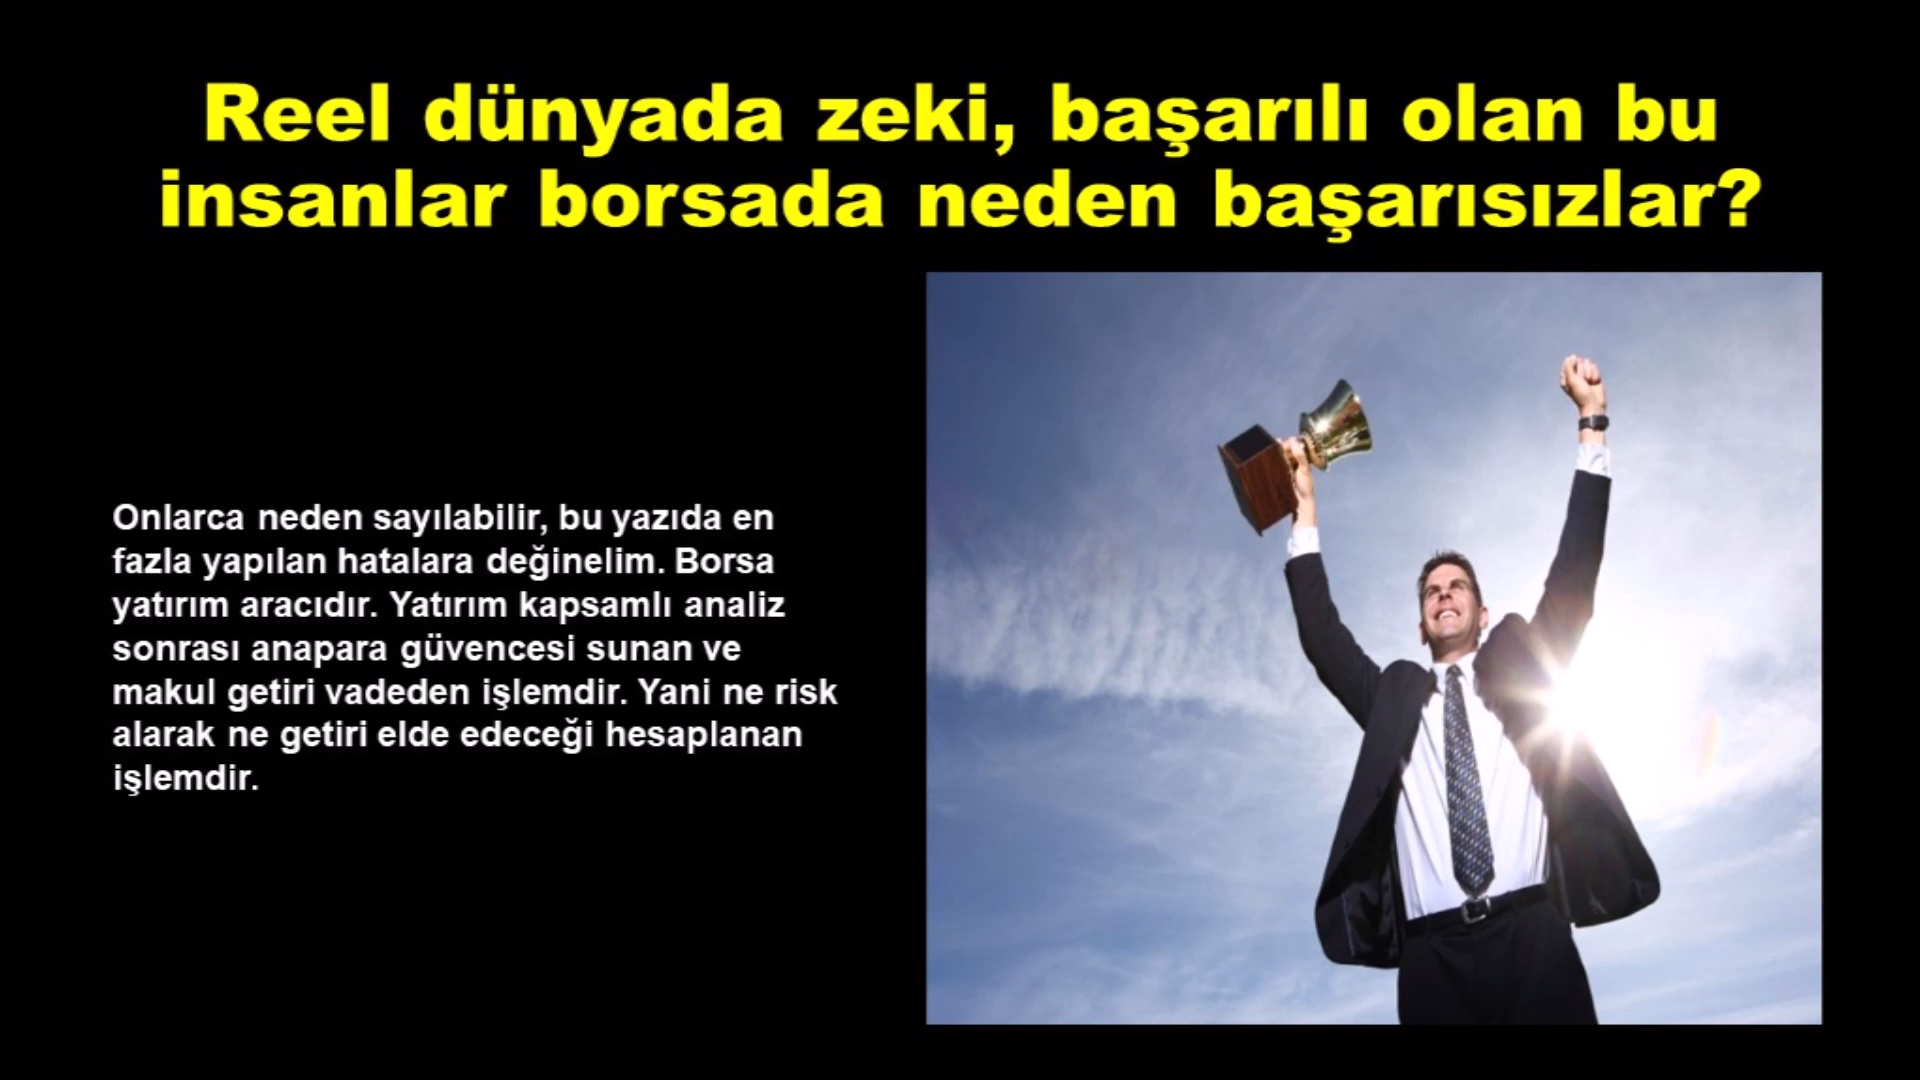 Reel dünyada zeki, başarılı olan bu
insanlar borsada neden başarısızlar?
Onlarca neden sayılabilir, bu yazıda en
fazla yapılan hatalara değinelim. Borsa
yatırım aracıdır. Yatırım kapsamlı analiz
sonrası anapara güvencesi sunan ve
makul getiri vadeden işlemdir. Yani ne risk
alarak ne getiri elde edeceği hesaplanan
işlemdir.